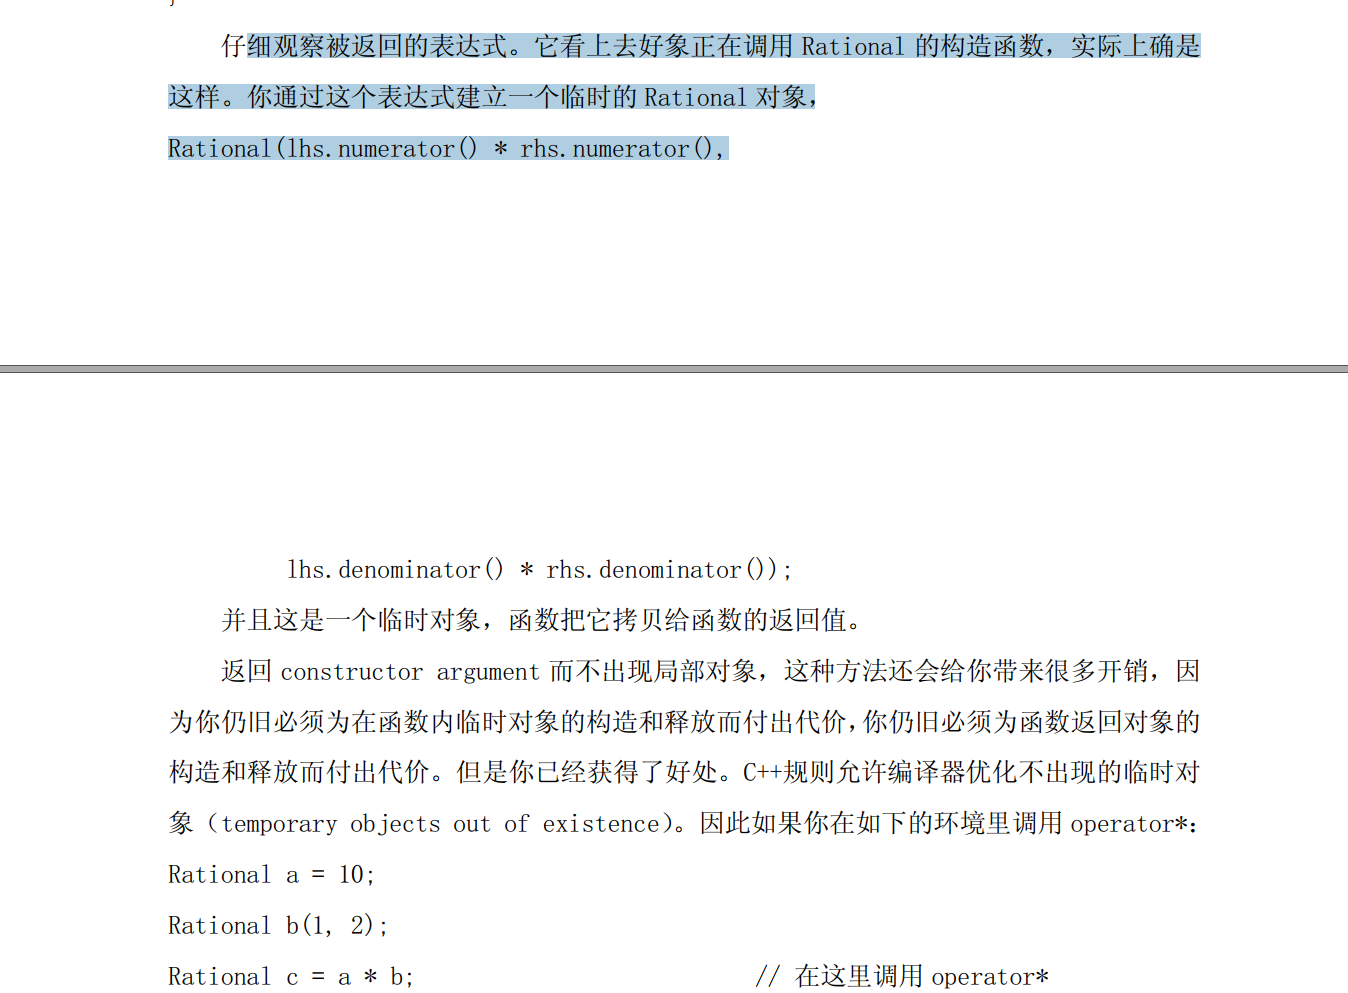 仔细观察被返回的表达式。它看上去好象正在调用 Rational 的构造函数，实际上确是
这样。你通过这个表达式建立一个临时的 Rational 对象，
Rational(lhs.numerator() * rhs.numerator(),
lhs.denominator() * rhs.denominator());
并且这是一个临时对象，函数把它拷贝给函数的返回值。
返回 constructor argument 而不出现局部对象，这种方法还会给你带来很多开销，因
为你仍旧必须为在函数内临时对象的构造和释放而付出代价，你仍旧必须为函数返回对象的
构造和释放而付出代价。但是你已经获得了好处。C++规则允许编译器优化不出现的临时对
象（temporary objects out of existence）。因此如果你在如下的环境里调用 operator*：
Rational a = 10;
Rational b(1, 2);
Rational c = a * b; // 在这里调用 operator*